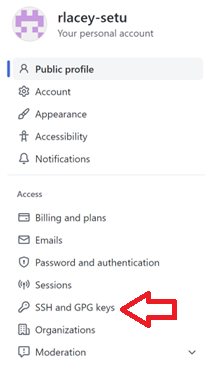 rlacey-setu
Your personal account
Public profile
Account
Appearance
Accessibility
Notifications
Access
Billing and plans
Emails
Password and authentication
Sessions
SSH and GPG keys
Organizations
Moderation